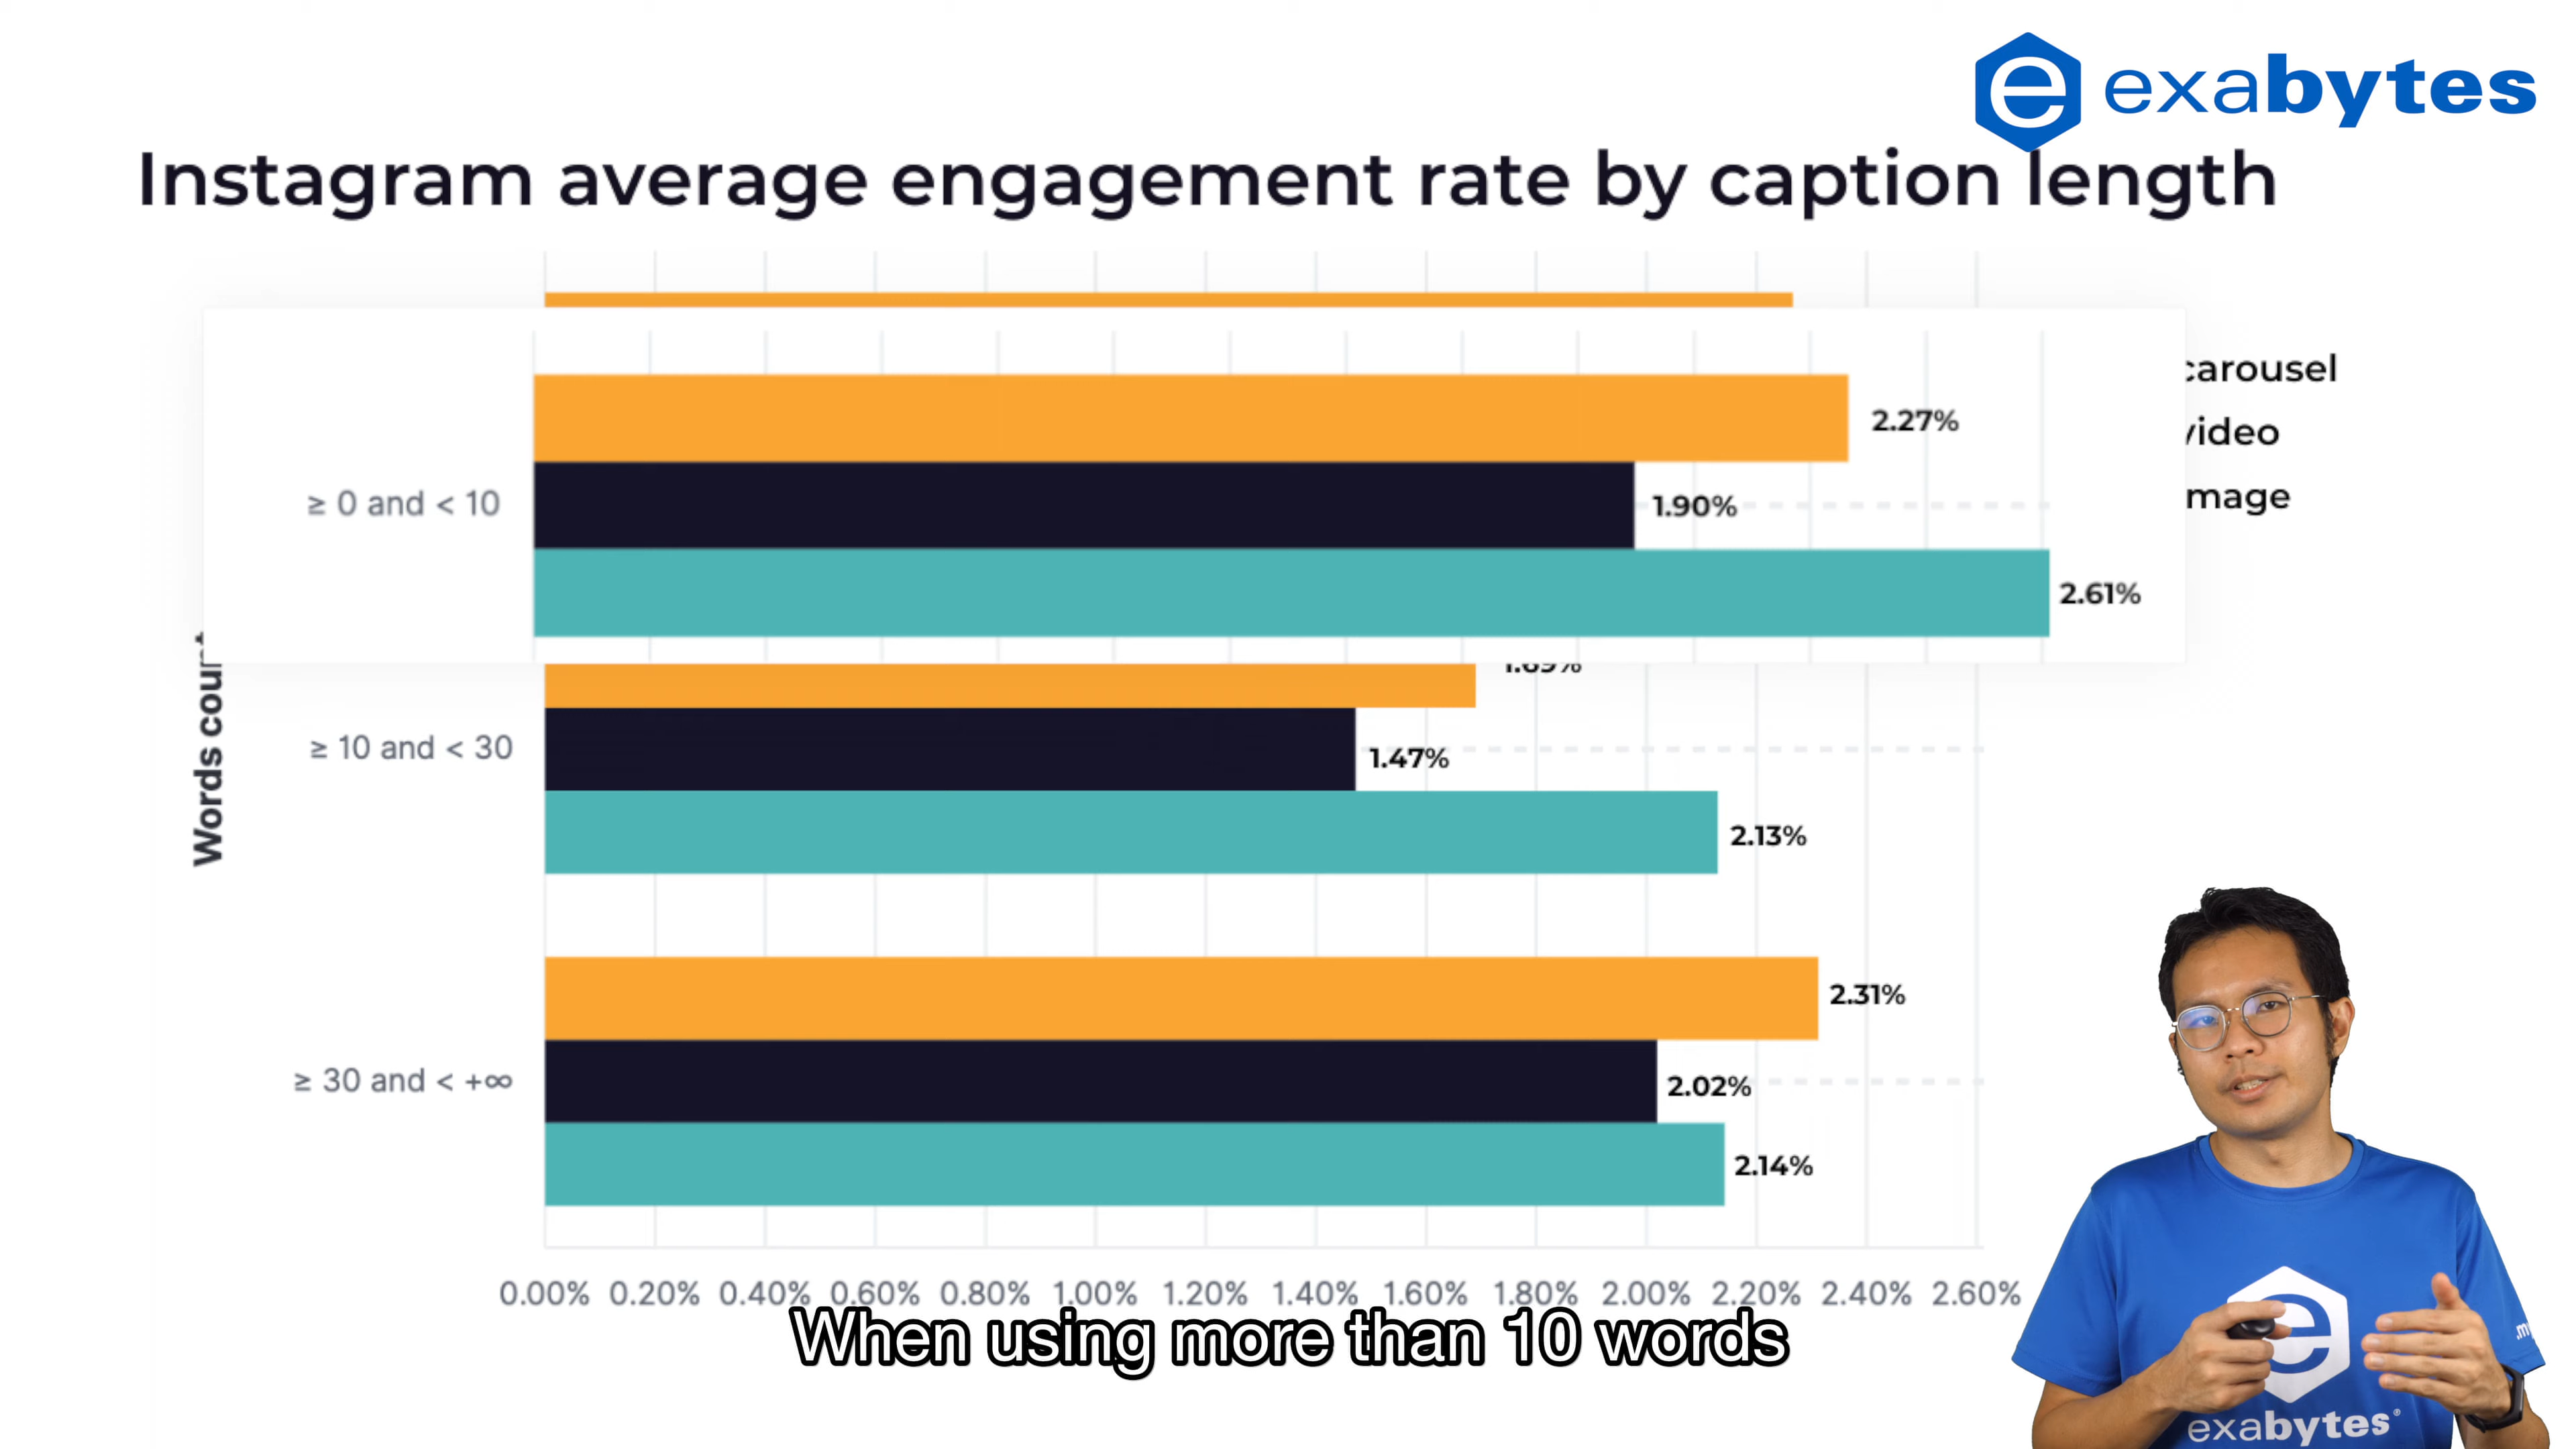 exabytes
Instagram average engagement rate by caption length
carousel
video
2.27%
≥ 0 and < 10
1.90%
2.61%
Words count
≥ 10 and < 30
1.47%
2.13%
2.31%
≥ 30 and < +∞
2.02%
2.14%
0.00% 0.20% 0.40% 0.60% 0.80% 1.00% 1.20% 1.40% 1.60% 1.80% 2.00% 2.20% 2.40% 2.60%
When using more than 10 words
exabytes®